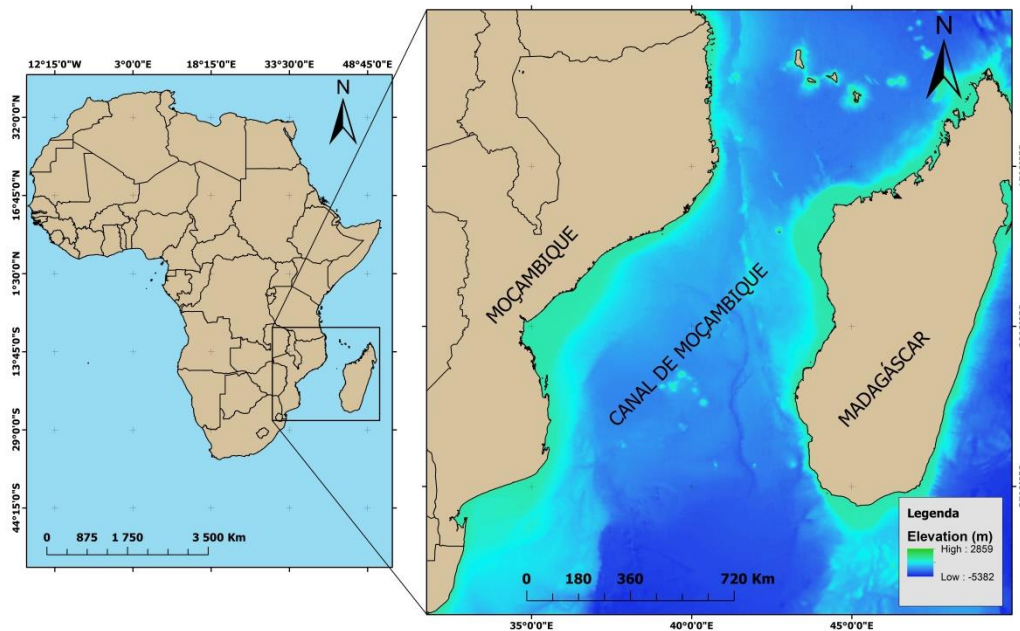 12°15'0"W 3°0'0"E 18°15'0"E 33°30'0"E 48°45'0"E
N
32°0'0"N
16°45'0"N
1°30'0"N
13°45'0"S
29°0'0"S
44°15'0"S
0 875 1 750 3 500 Km
N
MOÇAMBIQUE
CANAL DE MOÇAMBIQUE
MADAGÁSCAR
Legenda
Elevation (m)
High : 2859
Low : -5382
0 180 360 720 Km
35°0'0"E 40°0'0"E 45°0'0"E